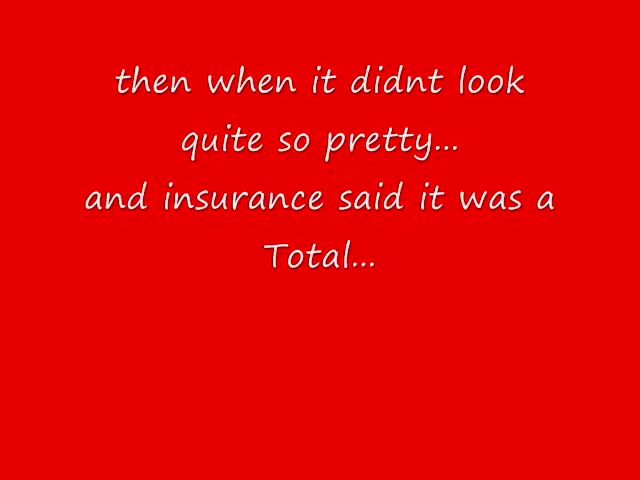 then when it didnt look
quite so pretty...
and insurance said it was a
Total...